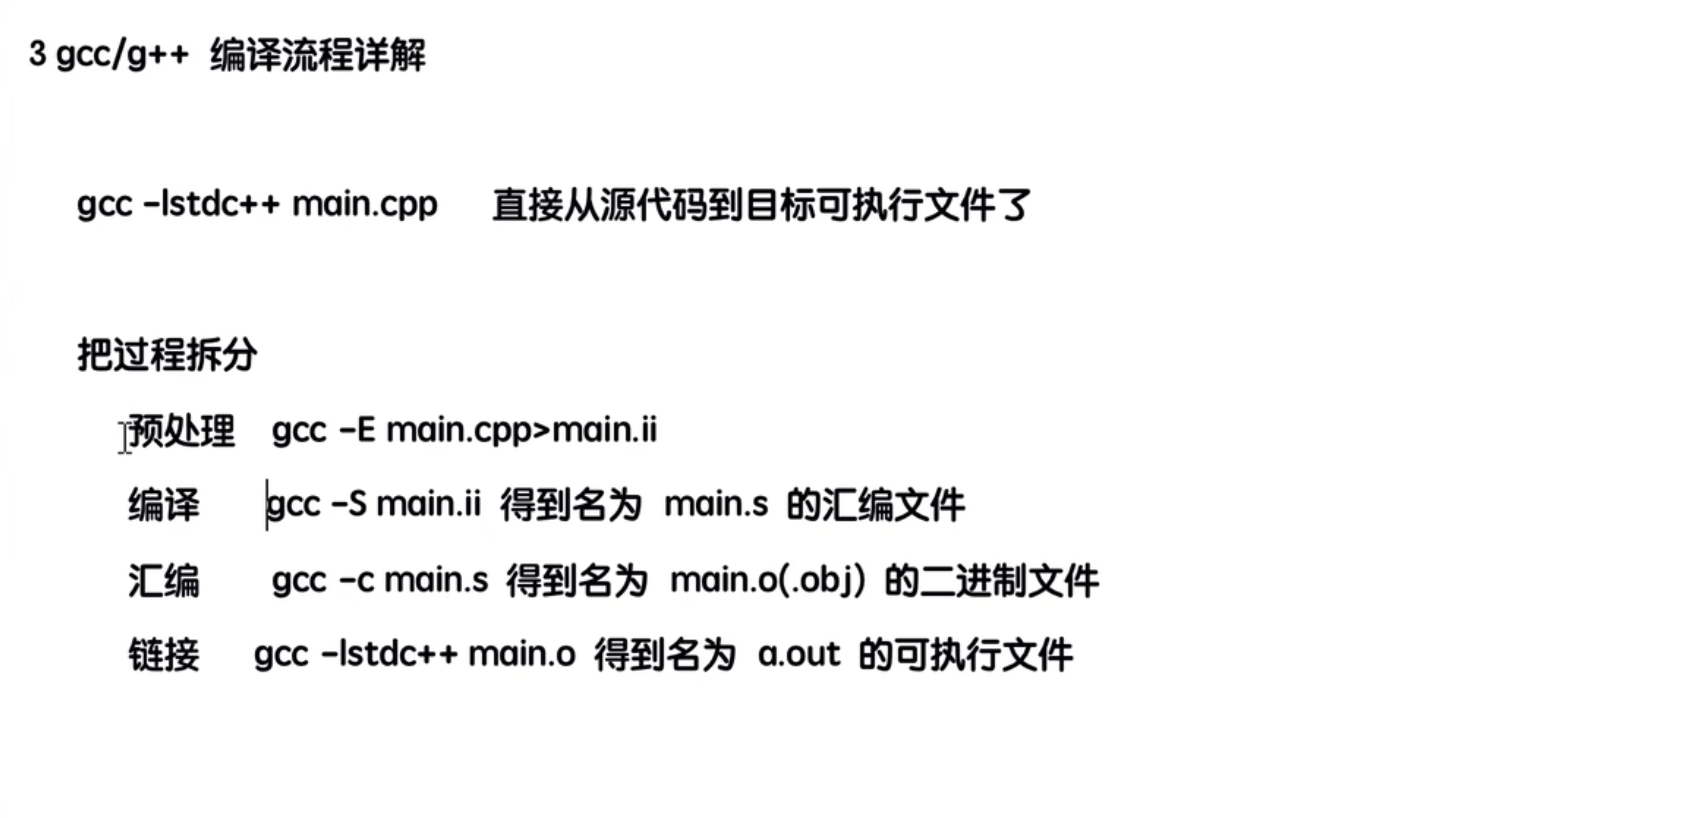 3 gcc/g++ 编译流程详解
gcc -lstdc++ main.cpp 直接从源代码到目标可执行文件了
把过程拆分
预处理 gcc -E main.cpp>main.ii
编译 gcc -S main.ii 得到名为 main.s 的汇编文件
汇编 gcc -c main.s 得到名为 main.o(.obj) 的二进制文件
链接 gcc -lstdc++ main.o 得到名为 a.out 的可执行文件